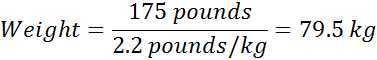 Weight = 175 pounds / 2.2 pounds/kg = 79.5 kg